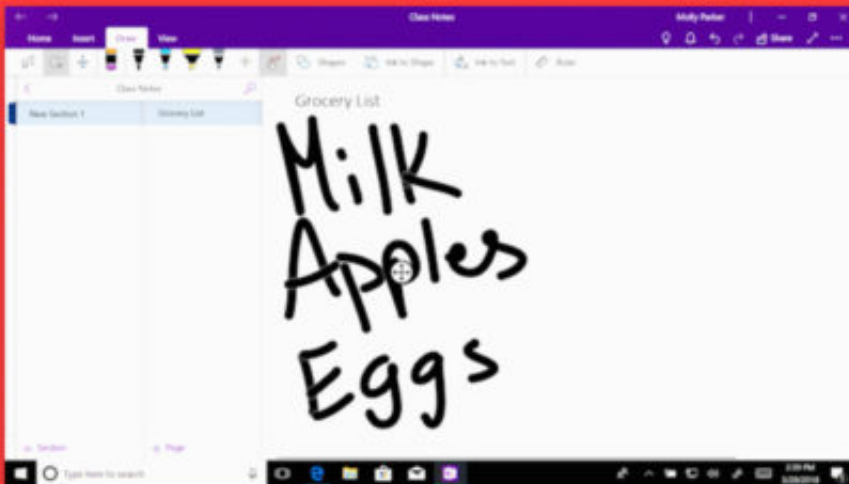 Class Notes
Molly Parker
Home Insert Draw View
Share
Shapes Ink to Shape Ink to Text Ruler
Class Notes
New Section 1 Grocery List
Grocery List
Milk
Apples
Eggs
Section Page
Type here to search